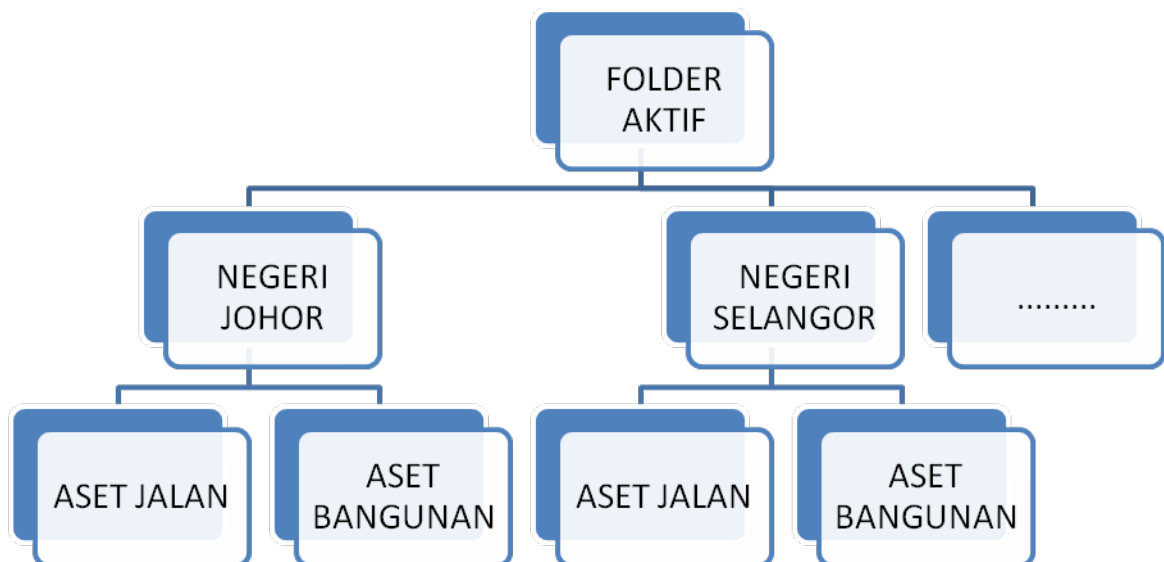 FOLDER
AKTIF
NEGERI
JOHOR
NEGERI
SELANGOR
.........
ASET JALAN
ASET
BANGUNAN
ASET JALAN
ASET
BANGUNAN